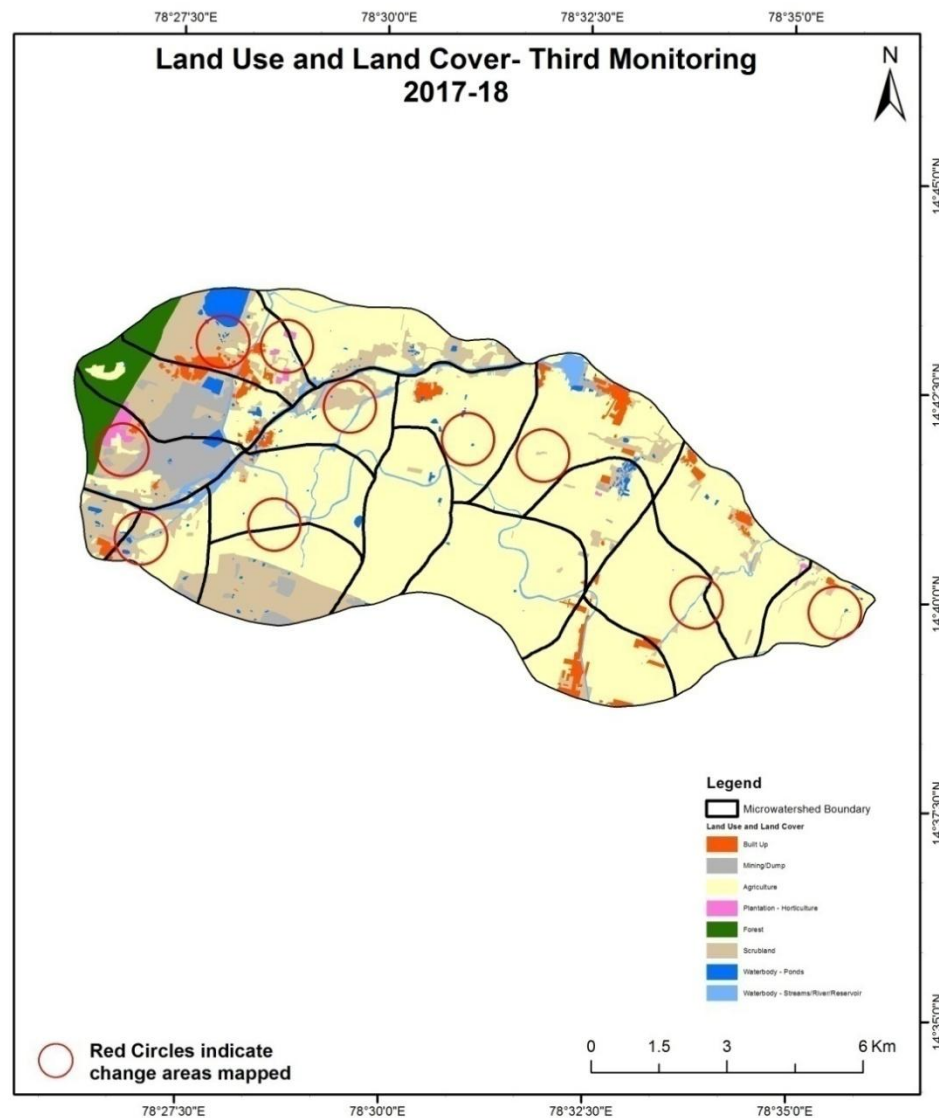 78°27'30"E 78°30'0"E 78°32'30"E 78°35'0"E
Land Use and Land Cover- Third Monitoring
2017-18
N
14°45'0"N
14°42'30"N
14°40'0"N
14°37'30"N
14°35'0"N
Legend
Microwatershed Boundary
Land Use and Land Cover
Built Up
Mining/Dump
Agriculture
Plantation - Horticulture
Forest
Scrubland
Waterbody - Ponds
Waterbody - Streams/River/Reservoir
Red Circles indicate
change areas mapped
0 1.5 3 6 Km
78°27'30"E 78°30'0"E 78°32'30"E 78°35'0"E